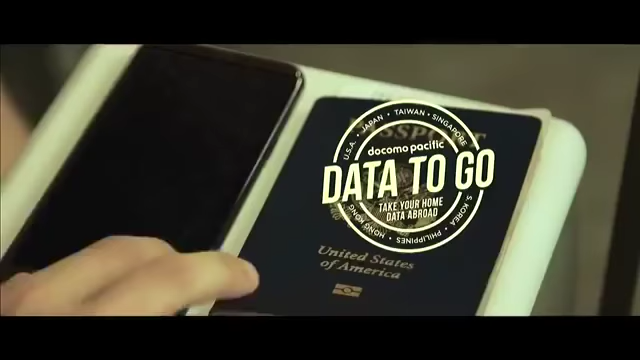 PASSPORT
U.S.A. • JAPAN • TAIWAN • SINGAPORE
docomo pacific
DATA TO GO
TAKE YOUR HOME
DATA ABROAD
HONG KONG • PHILIPPINES • S KOREA
United States
of America